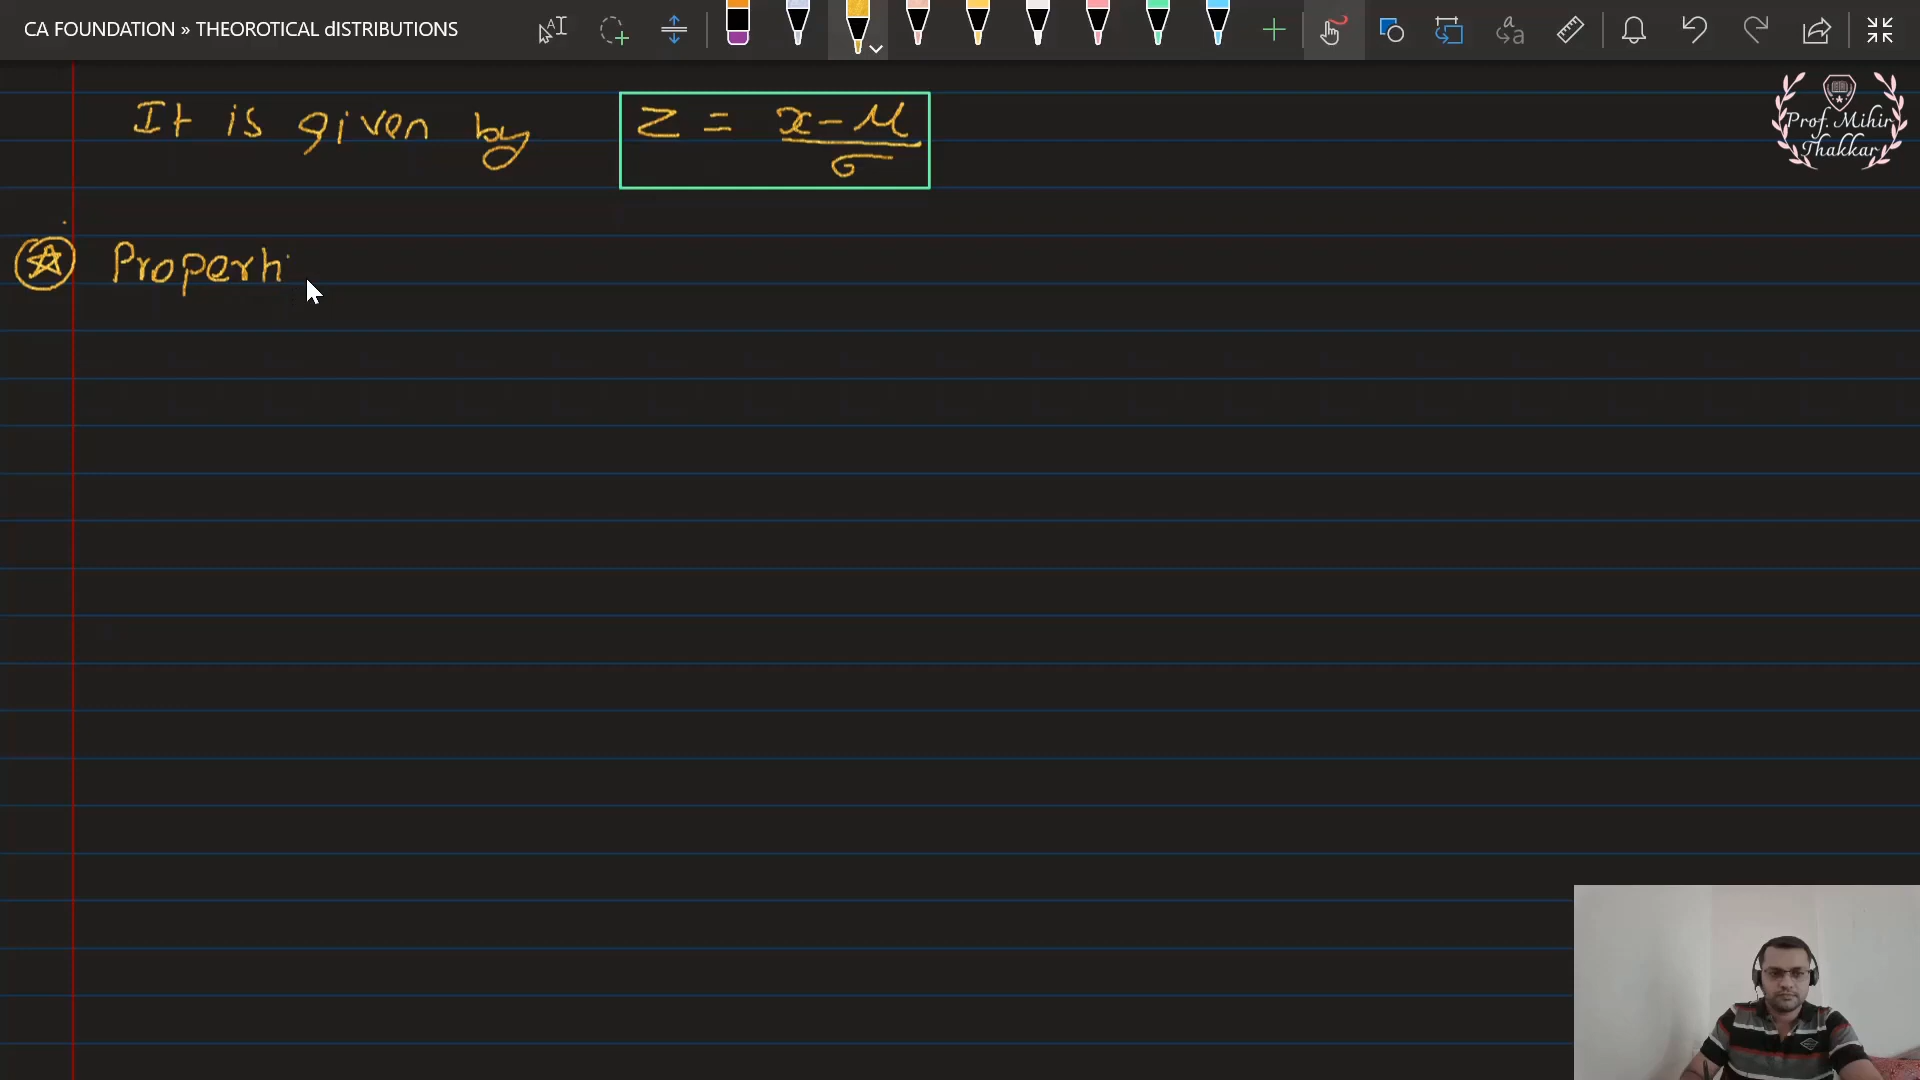 CA FOUNDATION » THEOROTICAL dISTRIBUTIONS
It is given by z = x-μ / σ
Prof. Mihir
Thakkar
Properti